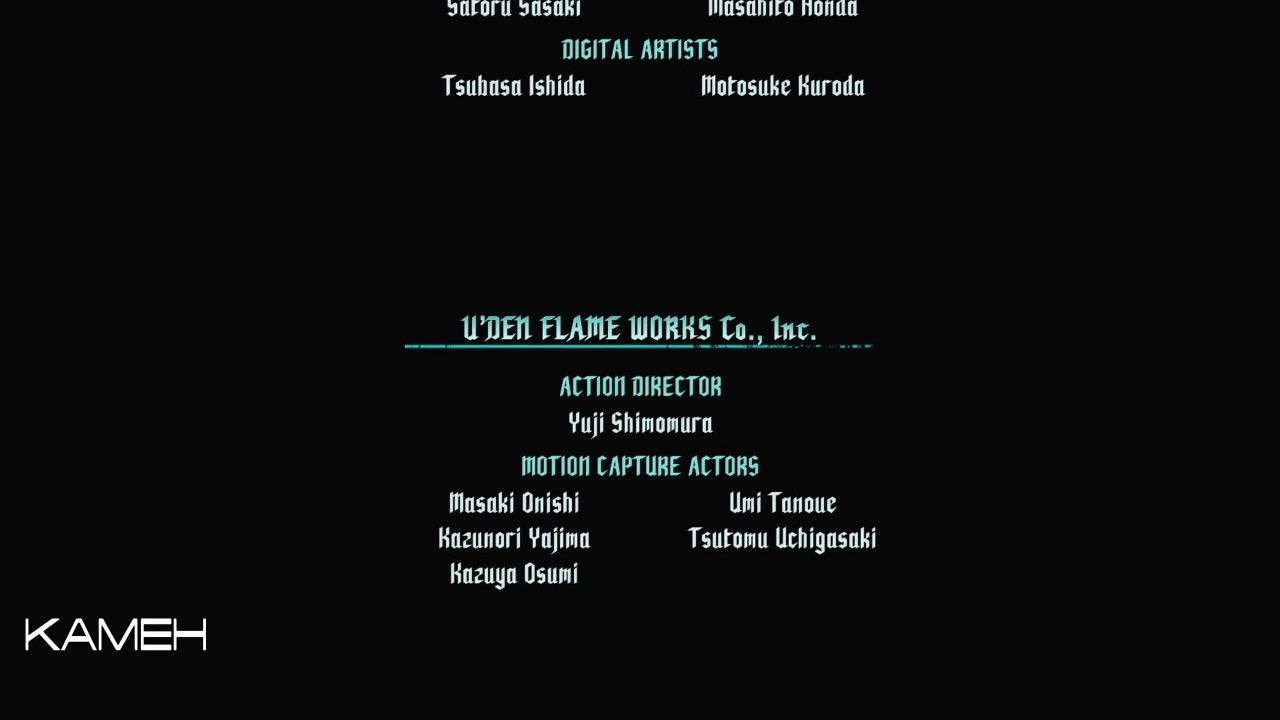 Satoru Sasaki Masahito Honda
DIGITAL ARTISTS
Tsubasa Ishida Motosuke Kuroda
U'DEN FLAME WORKS Co., Inc.
ACTION DIRECTOR
Yuji Shimomura
MOTION CAPTURE ACTORS
Masaki Onishi Umi Tanoue
Kazunori Yajima Tsutomu Uchigasaki
Kazuya Osumi
KAMEH